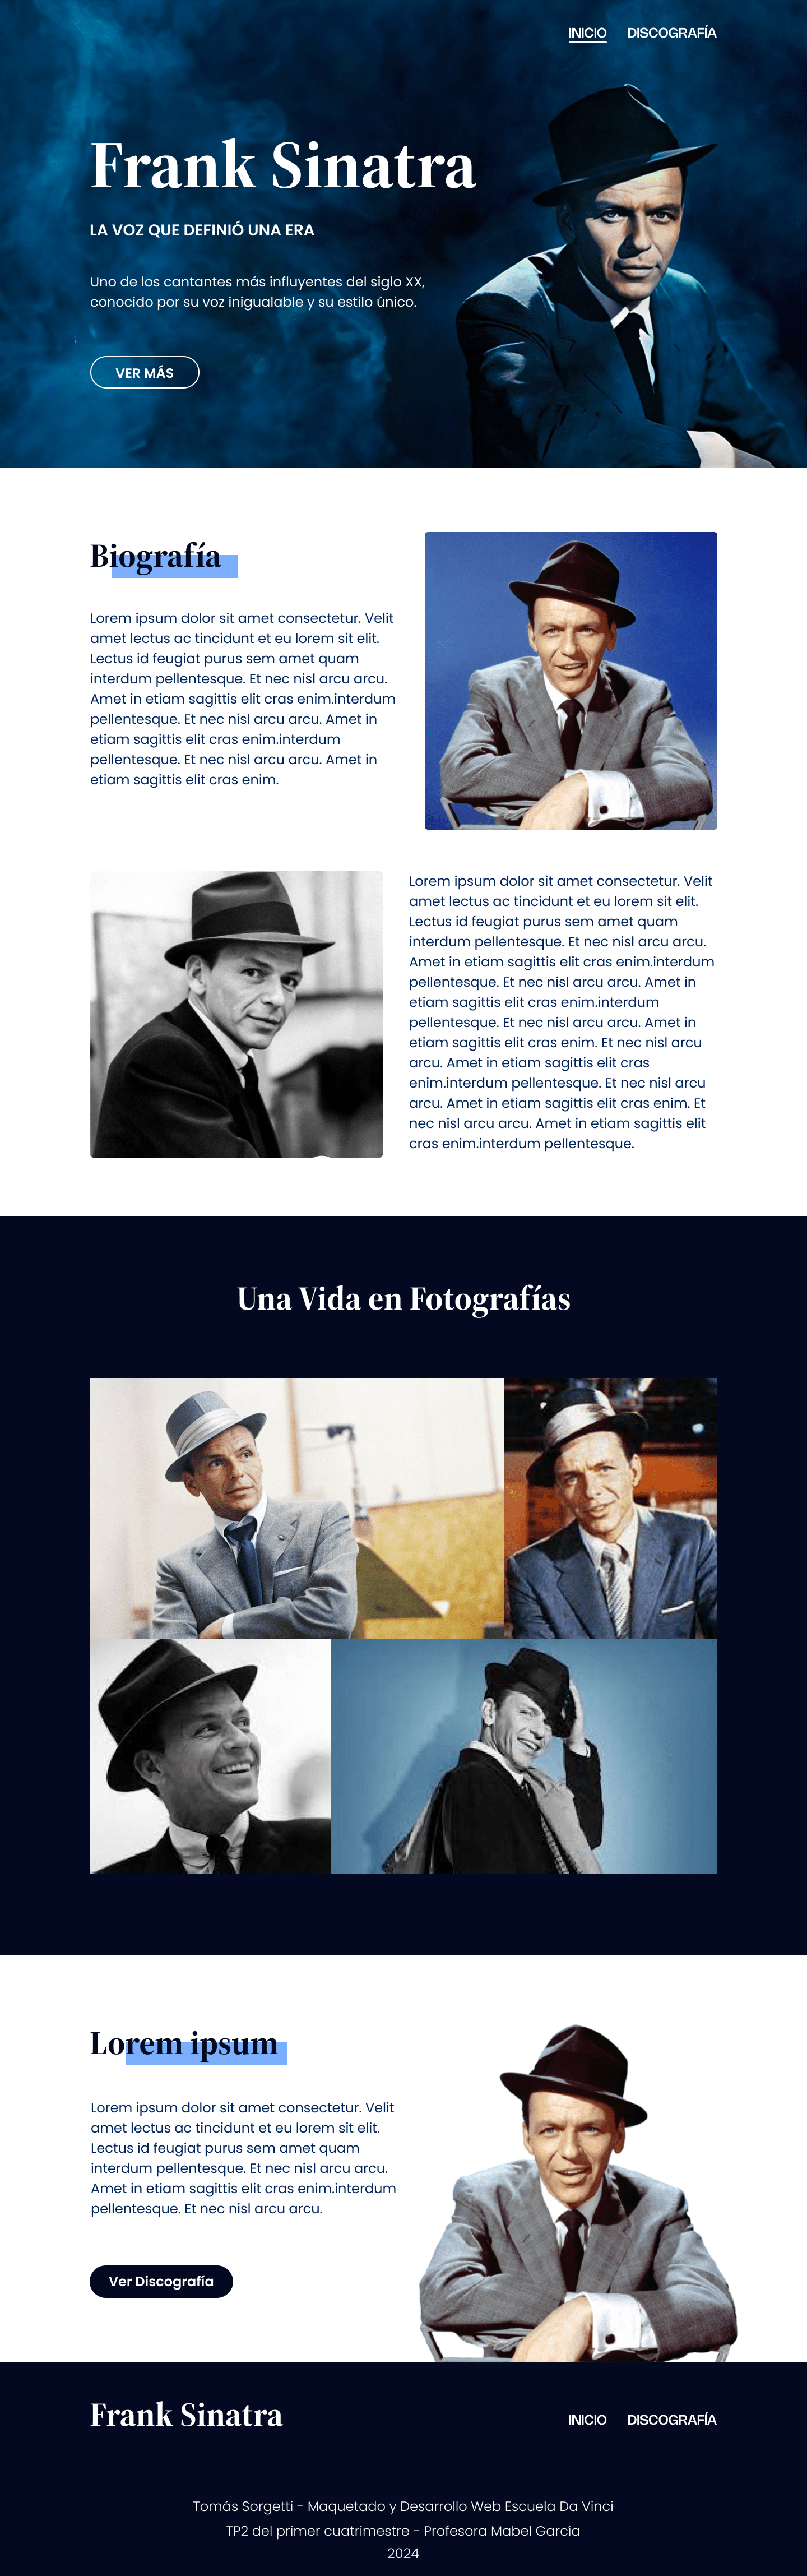 INICIO DISCOGRAFÍA
Frank Sinatra
LA VOZ QUE DEFINIÓ UNA ERA
Uno de los cantantes más influyentes del siglo XX,
conocido por su voz inigualable y su estilo único.
VER MÁS
Biografía
Lorem ipsum dolor sit amet consectetur. Velit
amet lectus ac tincidunt et eu lorem sit elit.
Lectus id feugiat purus sem amet quam
interdum pellentesque. Et nec nisl arcu arcu.
Amet in etiam sagittis elit cras enim.interdum
pellentesque. Et nec nisl arcu arcu. Amet in
etiam sagittis elit cras enim.interdum
pellentesque. Et nec nisl arcu arcu. Amet in
etiam sagittis elit cras enim.
Lorem ipsum dolor sit amet consectetur. Velit
amet lectus ac tincidunt et eu lorem sit elit.
Lectus id feugiat purus sem amet quam
interdum pellentesque. Et nec nisl arcu arcu.
Amet in etiam sagittis elit cras enim.interdum
pellentesque. Et nec nisl arcu arcu. Amet in
etiam sagittis elit cras enim.interdum
pellentesque. Et nec nisl arcu arcu. Amet in
etiam sagittis elit cras enim. Et nec nisl arcu
arcu. Amet in etiam sagittis elit cras
enim.interdum pellentesque. Et nec nisl arcu
arcu. Amet in etiam sagittis elit cras enim. Et
nec nisl arcu arcu. Amet in etiam sagittis elit
cras enim.interdum pellentesque.
Una Vida en Fotografías
Lorem ipsum
Lorem ipsum dolor sit amet consectetur. Velit
amet lectus ac tincidunt et eu lorem sit elit.
Lectus id feugiat purus sem amet quam
interdum pellentesque. Et nec nisl arcu arcu.
Amet in etiam sagittis elit cras enim.interdum
pellentesque. Et nec nisl arcu arcu.
Ver Discografía
Frank Sinatra
INICIO DISCOGRAFÍA
Tomás Sorgetti - Maquetado y Desarrollo Web Escuela Da Vinci
TP2 del primer cuatrimestre - Profesora Mabel García
2024